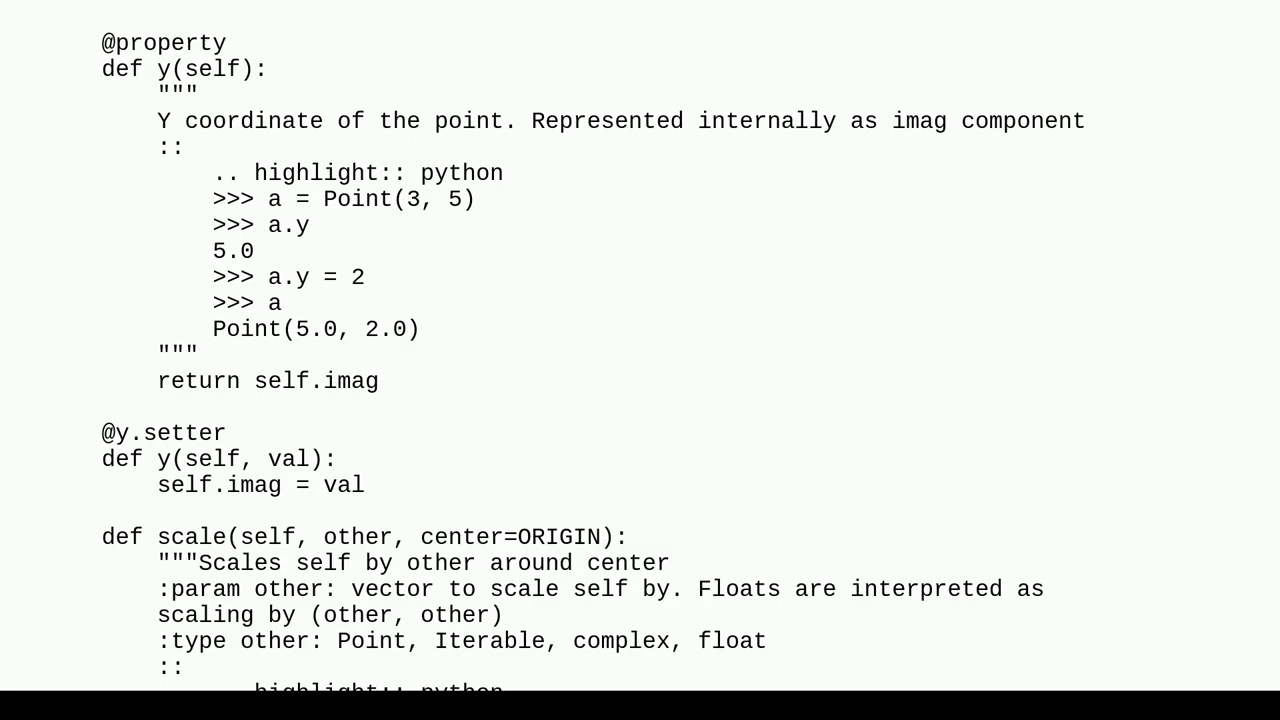 @property
def y(self):
"""
Y coordinate of the point. Represented internally as imag component
::
.. highlight:: python
>>> a = Point(3, 5)
>>> a.y
5.0
>>> a.y = 2
>>> a
Point(5.0, 2.0)
"""
return self.imag
@y.setter
def y(self, val):
self.imag = val
def scale(self, other, center=ORIGIN):
"""Scales self by other around center
:param other: vector to scale self by. Floats are interpreted as
scaling by (other, other)
:type other: Point, Iterable, complex, float
::
highlight:: python